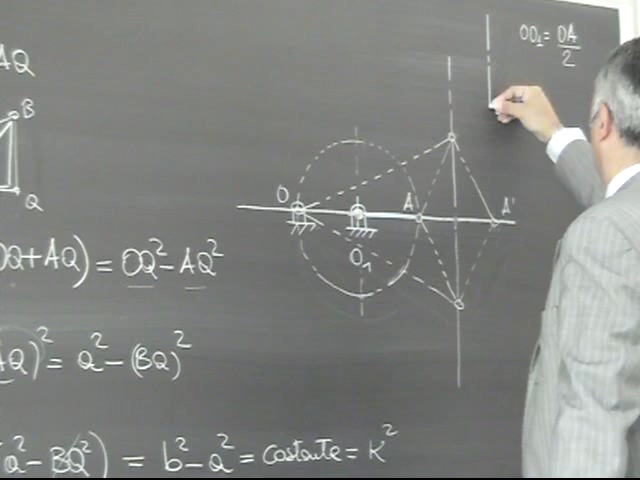 AQ
B
Q
OO₁ = OA/2
O
A
A'
O₁
OQ+AQ) = OQ² - AQ²
AQ)² = a² - (BQ)²
(a² - BQ²) = b² - a² = costante = K²